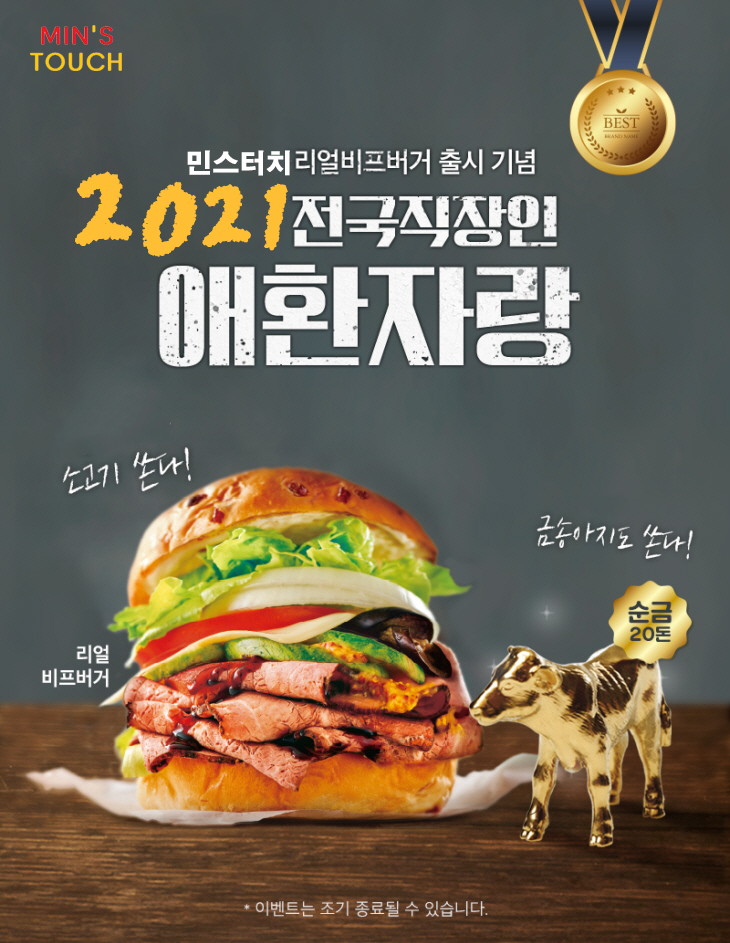 MIN'S
TOUCH
BEST
BRAND NAME
민스터치 리얼비프버거 출시 기념
2021 전국직장인
애환자랑
소고기 쏜다!
금송아지도 쏜다!
순금
20돈
리얼
비프버거
* 이벤트는 조기 종료될 수 있습니다.